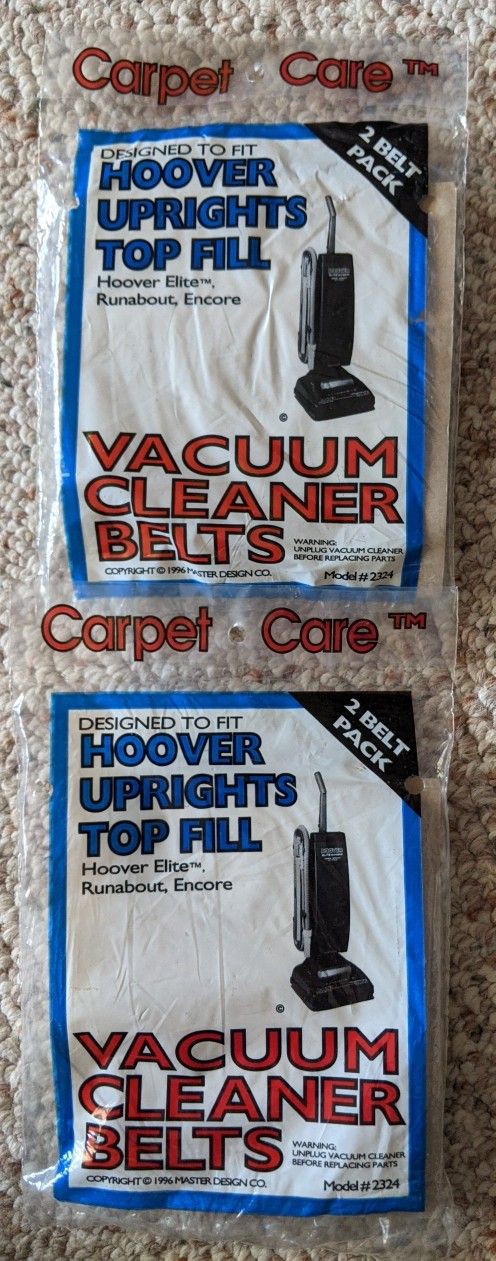 Carpet Care™
2 BELT
PACK
DESIGNED TO FIT
HOOVER
UPRIGHTS
TOP FILL
Hoover Elite™,
Runabout, Encore
HOOVER
©
VACUUM
CLEANER
BELTS
WARNING:
UNPLUG VACUUM CLEANER
BEFORE REPLACING PARTS
COPYRIGHT © 1996 MASTER DESIGN CO.
Model # 2324
Carpet Care™
2 BELT
PACK
DESIGNED TO FIT
HOOVER
UPRIGHTS
TOP FILL
Hoover Elite™,
Runabout, Encore
HOOVER
©
VACUUM
CLEANER
BELTS
WARNING:
UNPLUG VACUUM CLEANER
BEFORE REPLACING PARTS
COPYRIGHT © 1996 MASTER DESIGN CO.
Model # 2324